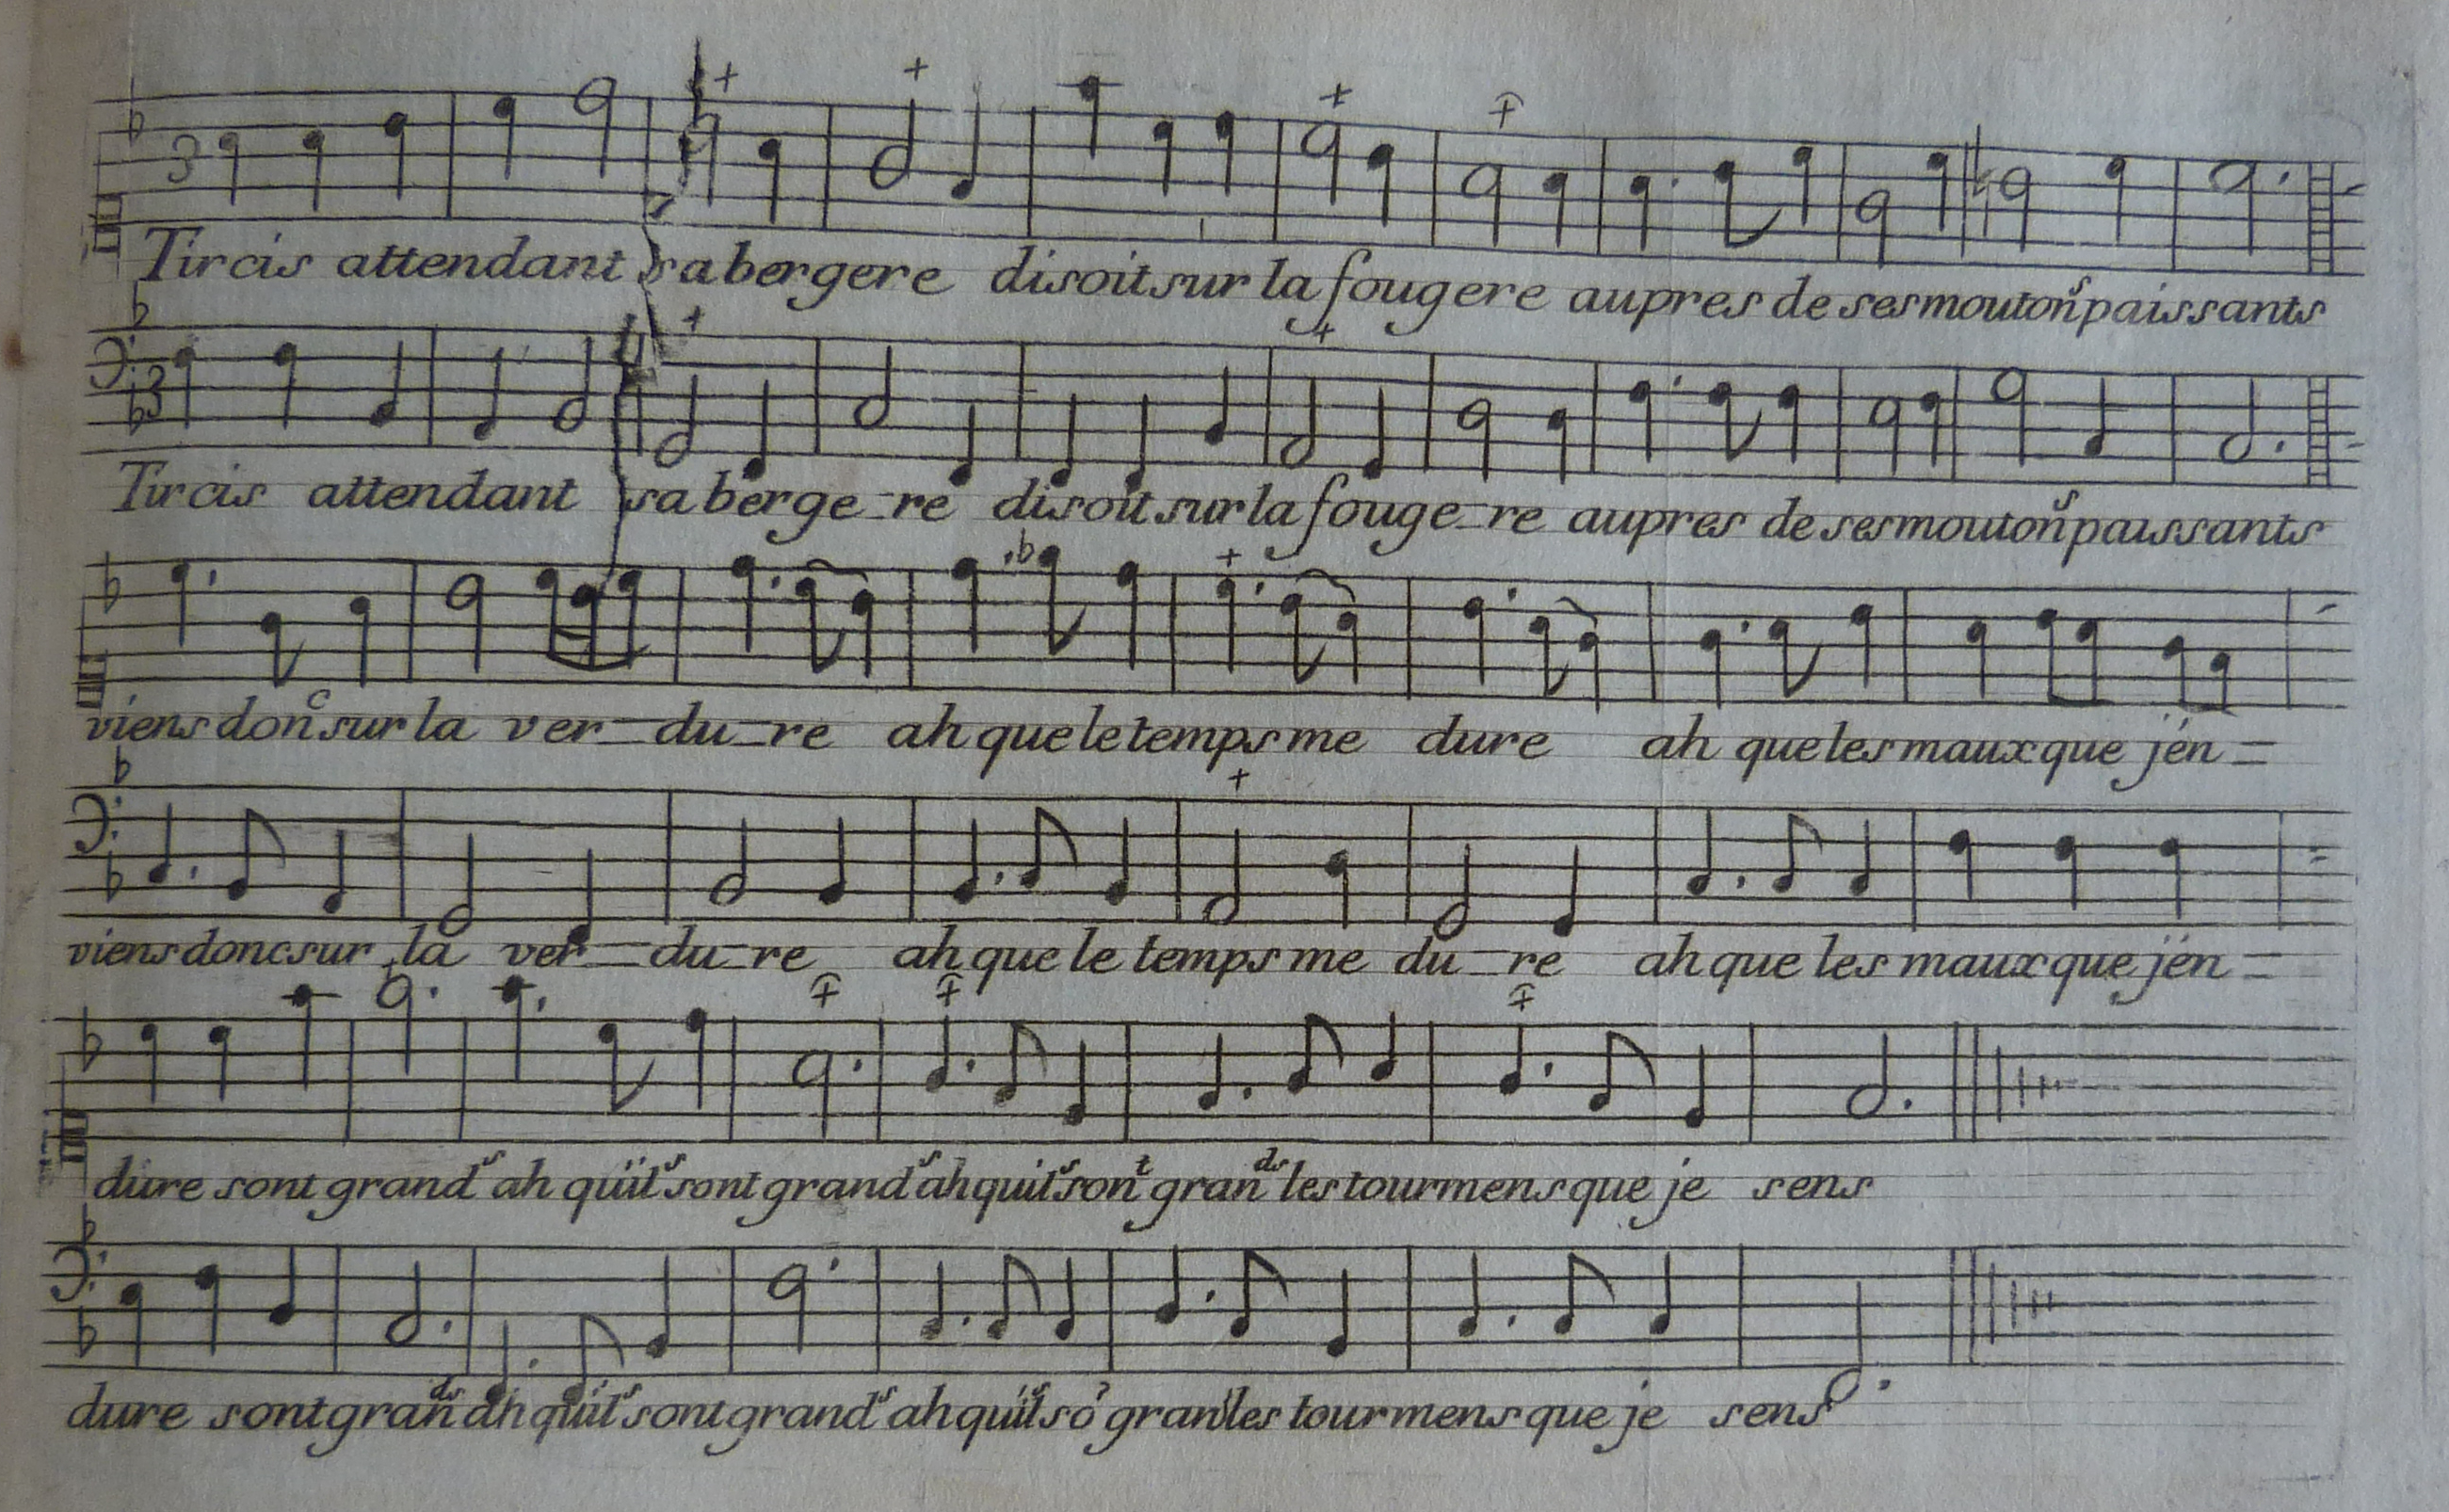 Tircis attendant sa bergere disoit sur la fougere aupres de ses moutons paissants
Tircis attendant sa berge_re disoit sur la fouge_re aupres de ses moutons paissants
viens donc sur la ver_du_re ah que le temps me dure ah que les maux que jén=
viens donc sur la ver_du_re ah que le temps me du_re ah que les maux que jén=
dure sont grands ah quils sont grands ah quils sont grands les tourmens que je sens
dure sont grands ah quils sont grands ah quils so grand les tourmens que je sens